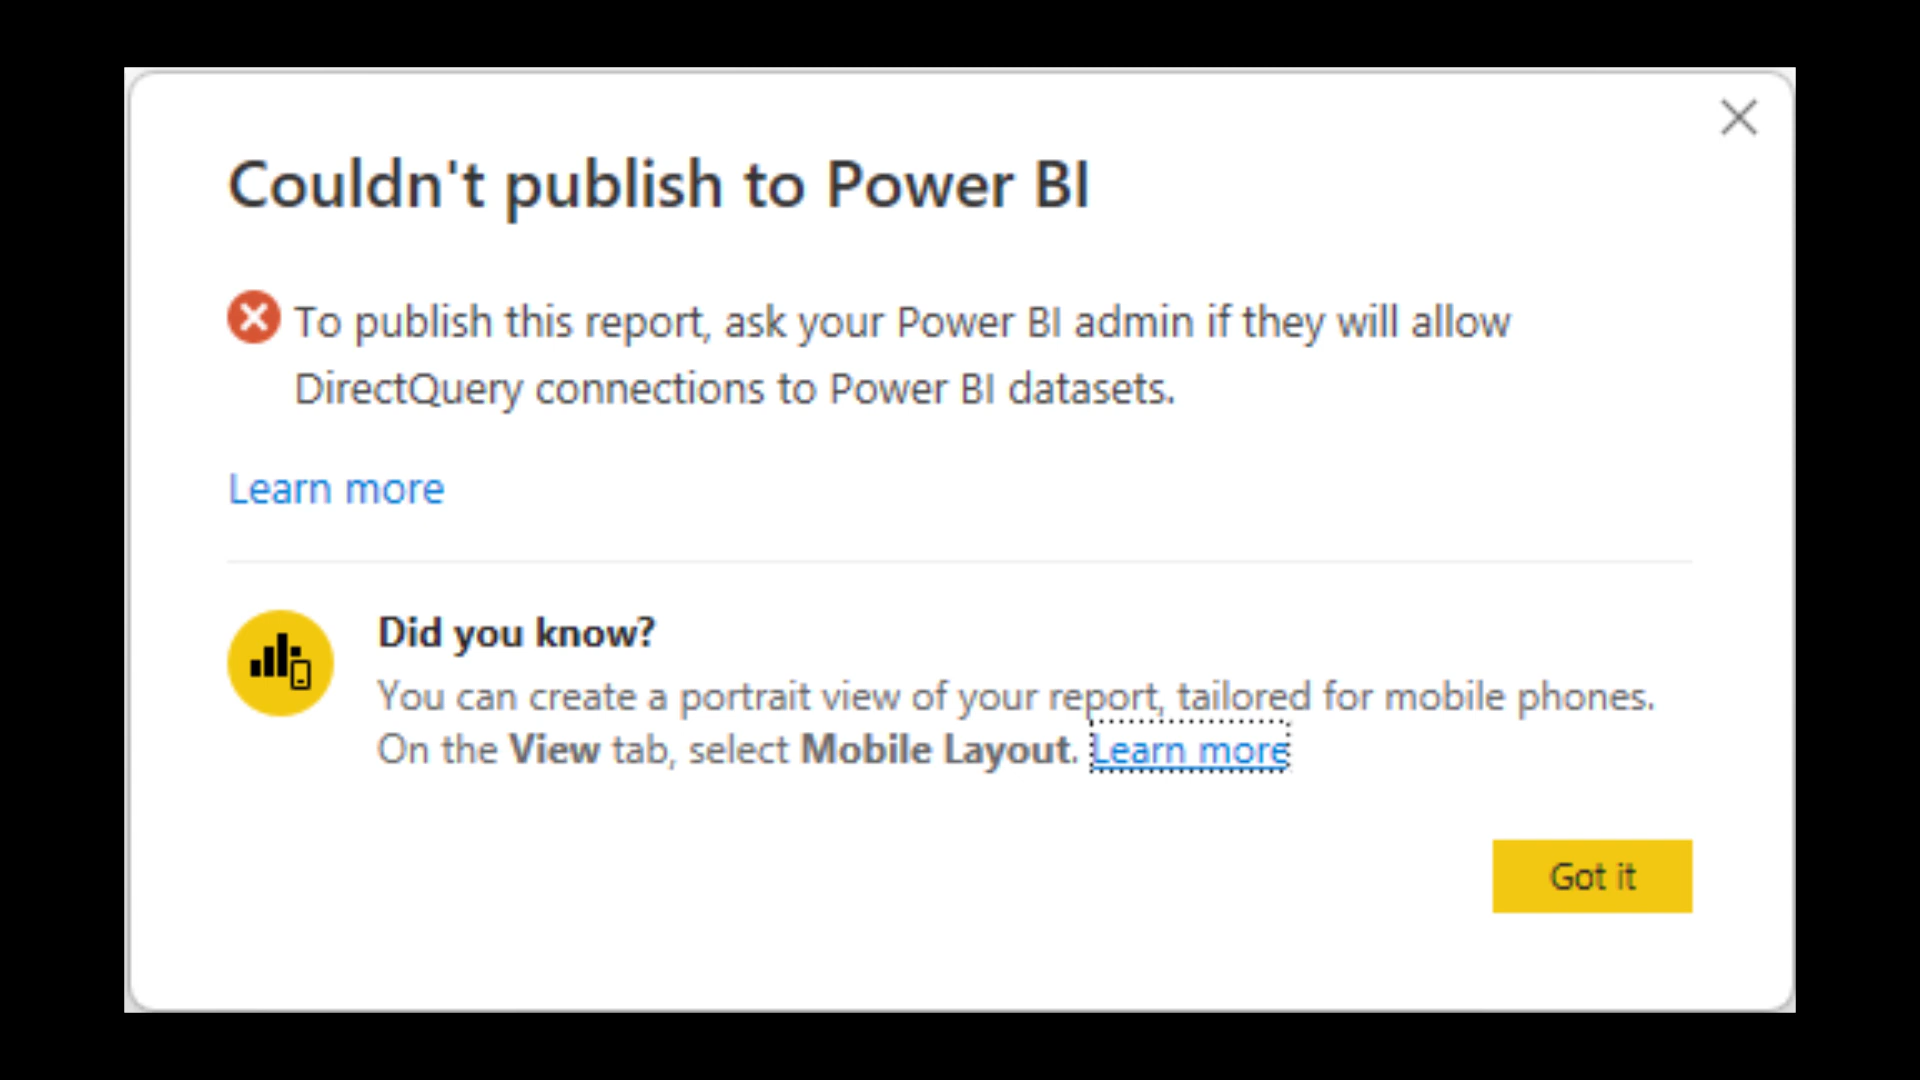 Couldn't publish to Power BI
To publish this report, ask your Power BI admin if they will allow
DirectQuery connections to Power BI datasets.
Learn more
Did you know?
You can create a portrait view of your report, tailored for mobile phones.
On the View tab, select Mobile Layout. Learn more
Got it